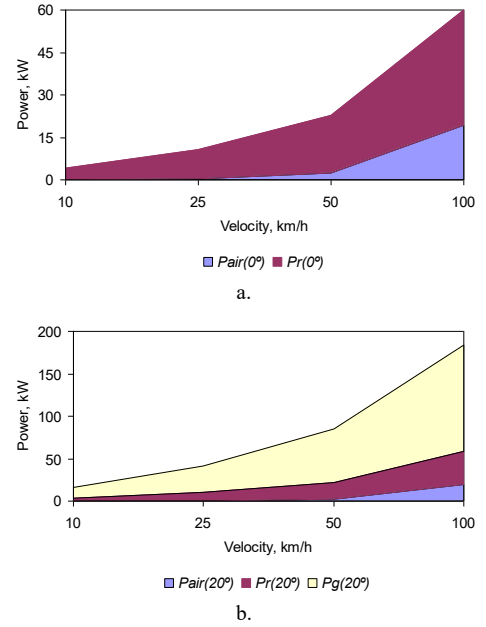 60
45
30
15
0
Power, kW
10 25 50 100
Velocity, km/h
Pair(0º) Pr(0º)
a.
200
150
100
50
0
Power, kW
10 25 50 100
Velocity, km/h
Pair(20º) Pr(20º) Pg(20º)
b.